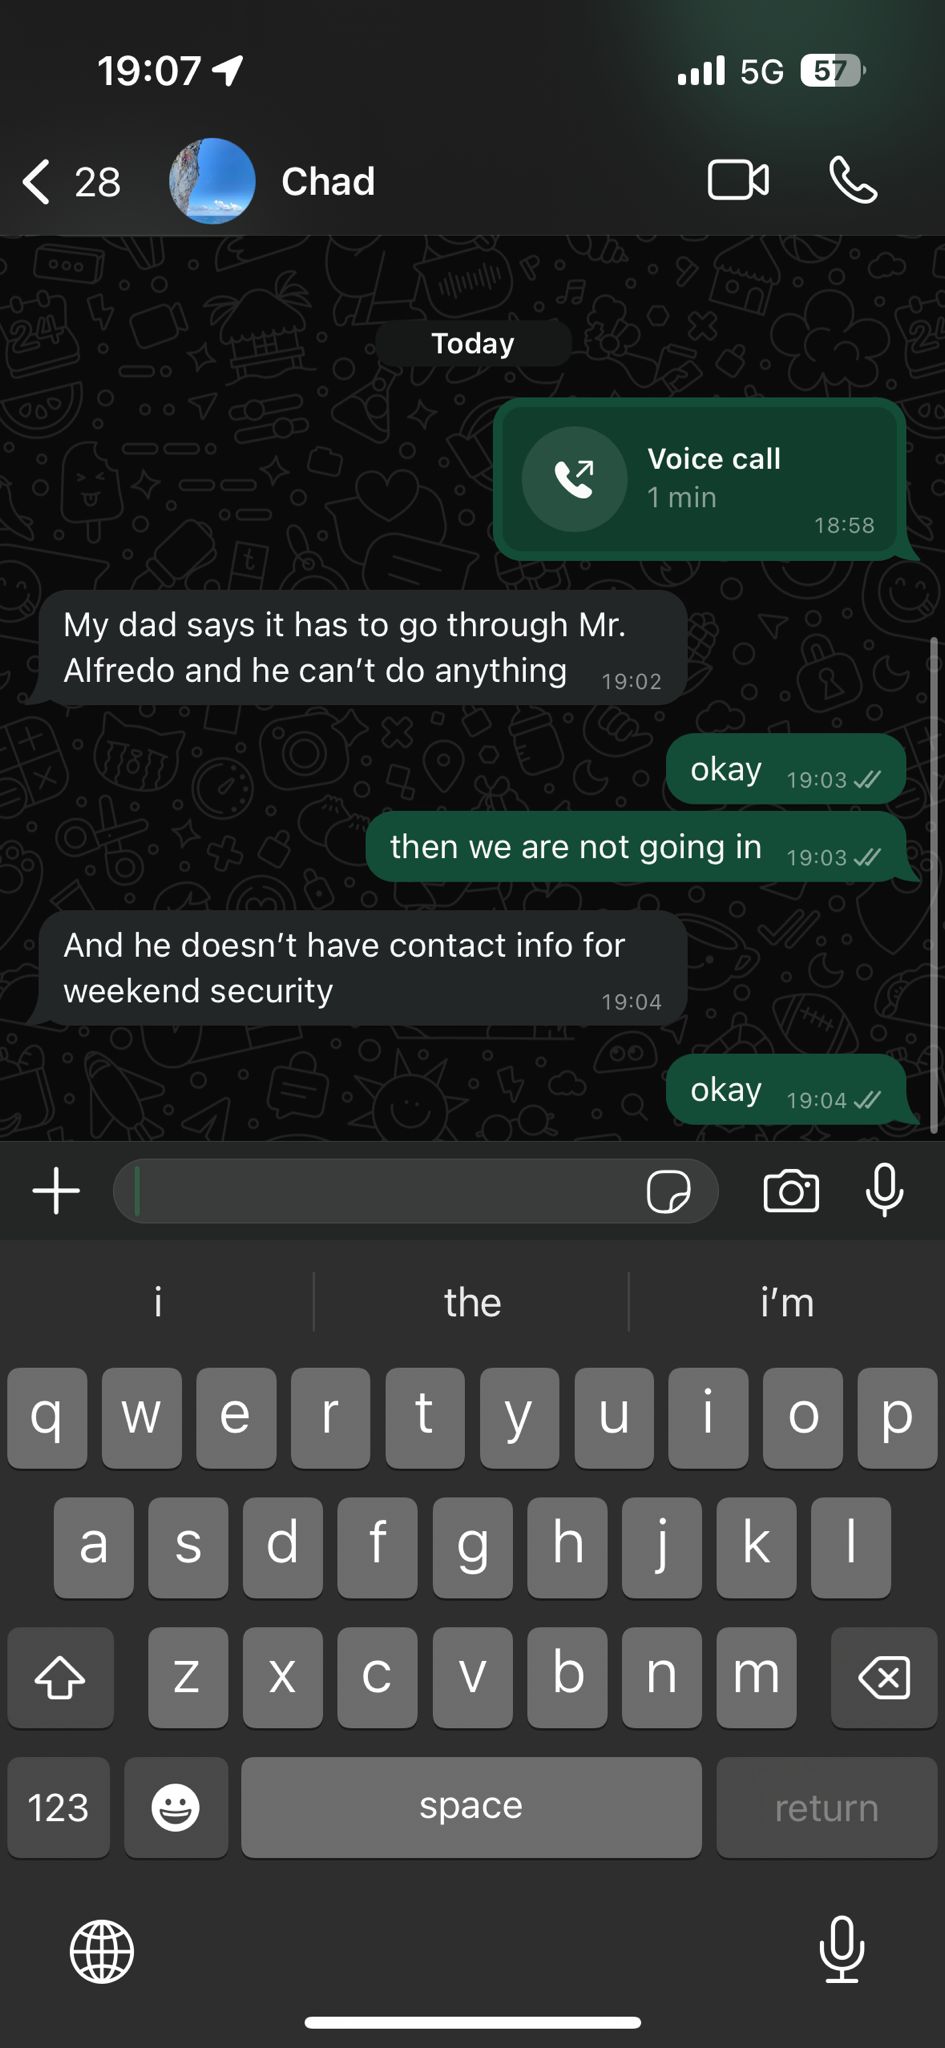 19:07
5G
57
28
Chad
Today
Voice call
1 min
18:58
My dad says it has to go through Mr.
Alfredo and he can’t do anything
19:02
okay
19:03
then we are not going in
19:03
And he doesn’t have contact info for
weekend security
19:04
okay
19:04
i
the
i’m
q w e r t y u i o p
a s d f g h j k l
z x c v b n m
123
space
return